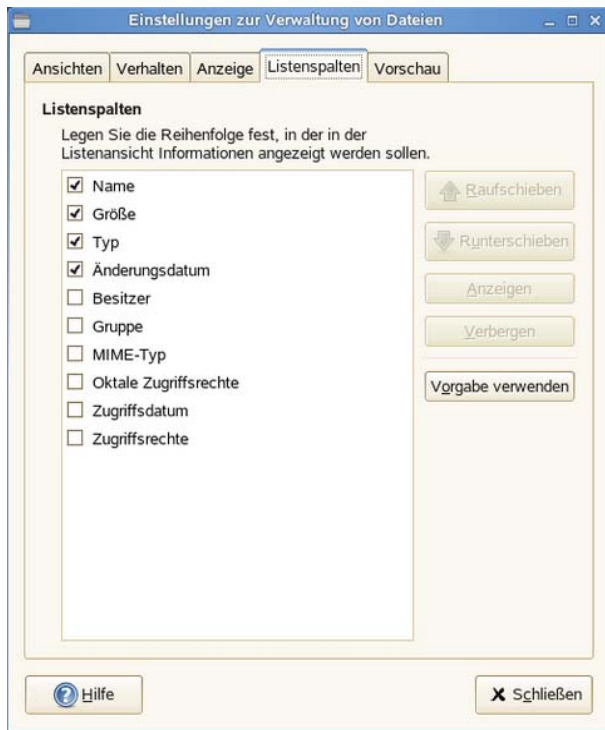 Einstellungen zur Verwaltung von Dateien
Ansichten Verhalten Anzeige Listenspalten Vorschau
Listenspalten
Legen Sie die Reihenfolge fest, in der in der
Listenansicht Informationen angezeigt werden sollen.
Name
Größe
Typ
Änderungsdatum
Besitzer
Gruppe
MIME-Typ
Oktale Zugriffsrechte
Zugriffsdatum
Zugriffsrechte
Raufschieben
Runterschieben
Anzeigen
Verbergen
Vorgabe verwenden
Hilfe
Schließen